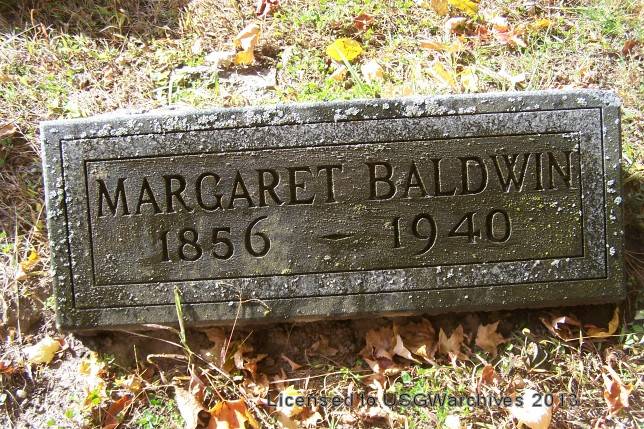 MARGARET BALDWIN
1856 – 1940
Licensed to USGWarchives 2013